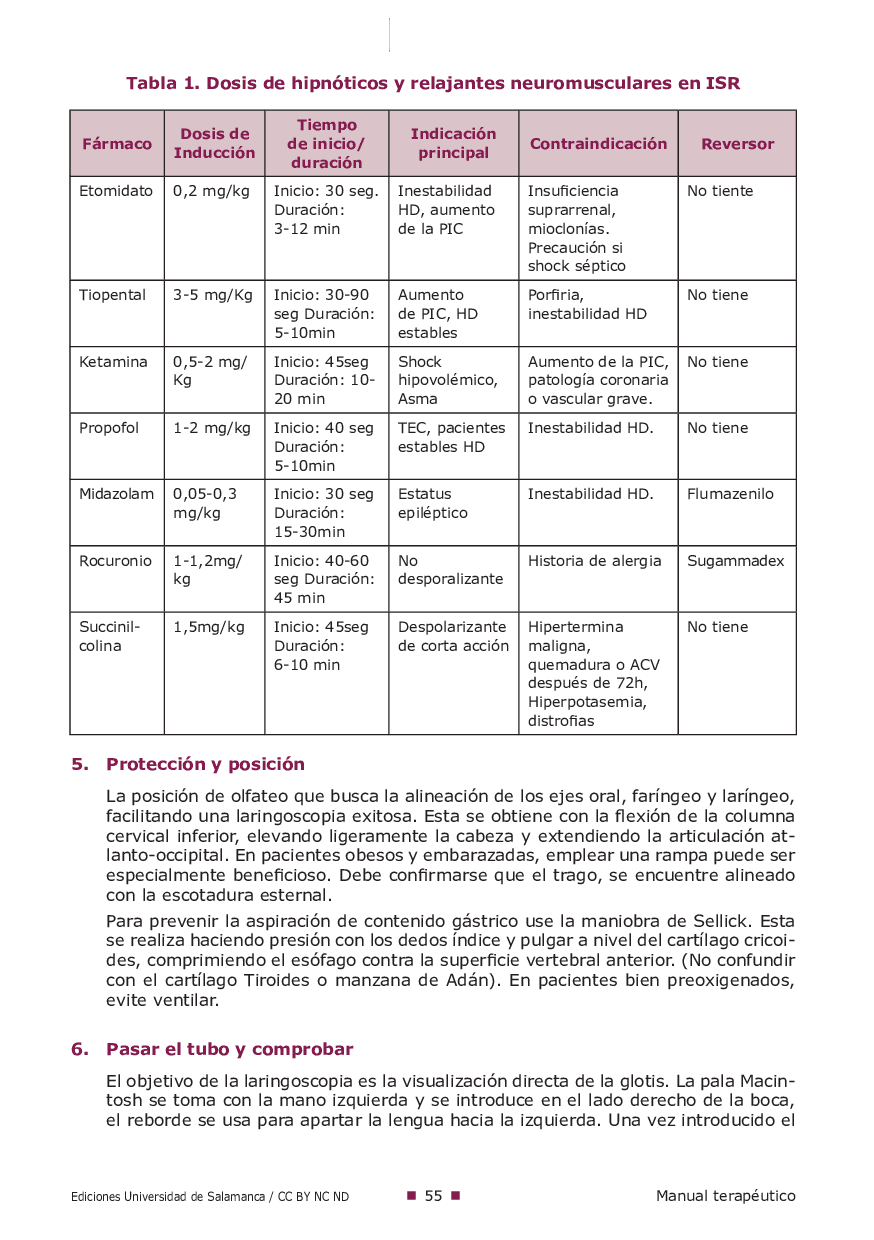 Tabla 1. Dosis de hipnóticos y relajantes neuromusculares en ISR
Fármaco
Dosis de
Inducción
Tiempo
de inicio/
duración
Indicación
principal
Contraindicación
Reversor
Etomidato
0,2 mg/kg
Inicio: 30 seg.
Duración:
3-12 min
Inestabilidad
HD, aumento
de la PIC
Insuficiencia
suprarrenal,
mioclonías.
Precaución si
shock séptico
No tiente
Tiopental
3-5 mg/Kg
Inicio: 30-90
seg Duración:
5-10min
Aumento
de PIC, HD
estables
Porfiria,
inestabilidad HD
No tiene
Ketamina
0,5-2 mg/
Kg
Inicio: 45seg
Duración: 10-
20 min
Shock
hipovolémico,
Asma
Aumento de la PIC,
patología coronaria
o vascular grave.
No tiene
Propofol
1-2 mg/kg
Inicio: 40 seg
Duración:
5-10min
TEC, pacientes
estables HD
Inestabilidad HD.
No tiene
Midazolam
0,05-0,3
mg/kg
Inicio: 30 seg
Duración:
15-30min
Estatus
epiléptico
Inestabilidad HD.
Flumazenilo
Rocuronio
1-1,2mg/
kg
Inicio: 40-60
seg Duración:
45 min
No
desporalizante
Historia de alergia
Sugammadex
Succinil-
colina
1,5mg/kg
Inicio: 45seg
Duración:
6-10 min
Despolarizante
de corta acción
Hipertermina
maligna,
quemadura o ACV
después de 72h,
Hiperpotasemia,
distrofias
No tiene
5. Protección y posición
La posición de olfateo que busca la alineación de los ejes oral, faríngeo y laríngeo,
facilitando una laringoscopia exitosa. Esta se obtiene con la flexión de la columna
cervical inferior, elevando ligeramente la cabeza y extendiendo la articulación at-
lanto-occipital. En pacientes obesos y embarazadas, emplear una rampa puede ser
especialmente beneficioso. Debe confirmarse que el trago, se encuentre alineado
con la escotadura esternal.
Para prevenir la aspiración de contenido gástrico use la maniobra de Sellick. Esta
se realiza haciendo presión con los dedos índice y pulgar a nivel del cartílago cricoi-
des, comprimiendo el esófago contra la superficie vertebral anterior. (No confundir
con el cartílago Tiroides o manzana de Adán). En pacientes bien preoxigenados,
evite ventilar.
6. Pasar el tubo y comprobar
El objetivo de la laringoscopia es la visualización directa de la glotis. La pala Macin-
tosh se toma con la mano izquierda y se introduce en el lado derecho de la boca,
el reborde se usa para apartar la lengua hacia la izquierda. Una vez introducido el
Ediciones Universidad de Salamanca / CC BY NC ND
55
Manual terapéutico